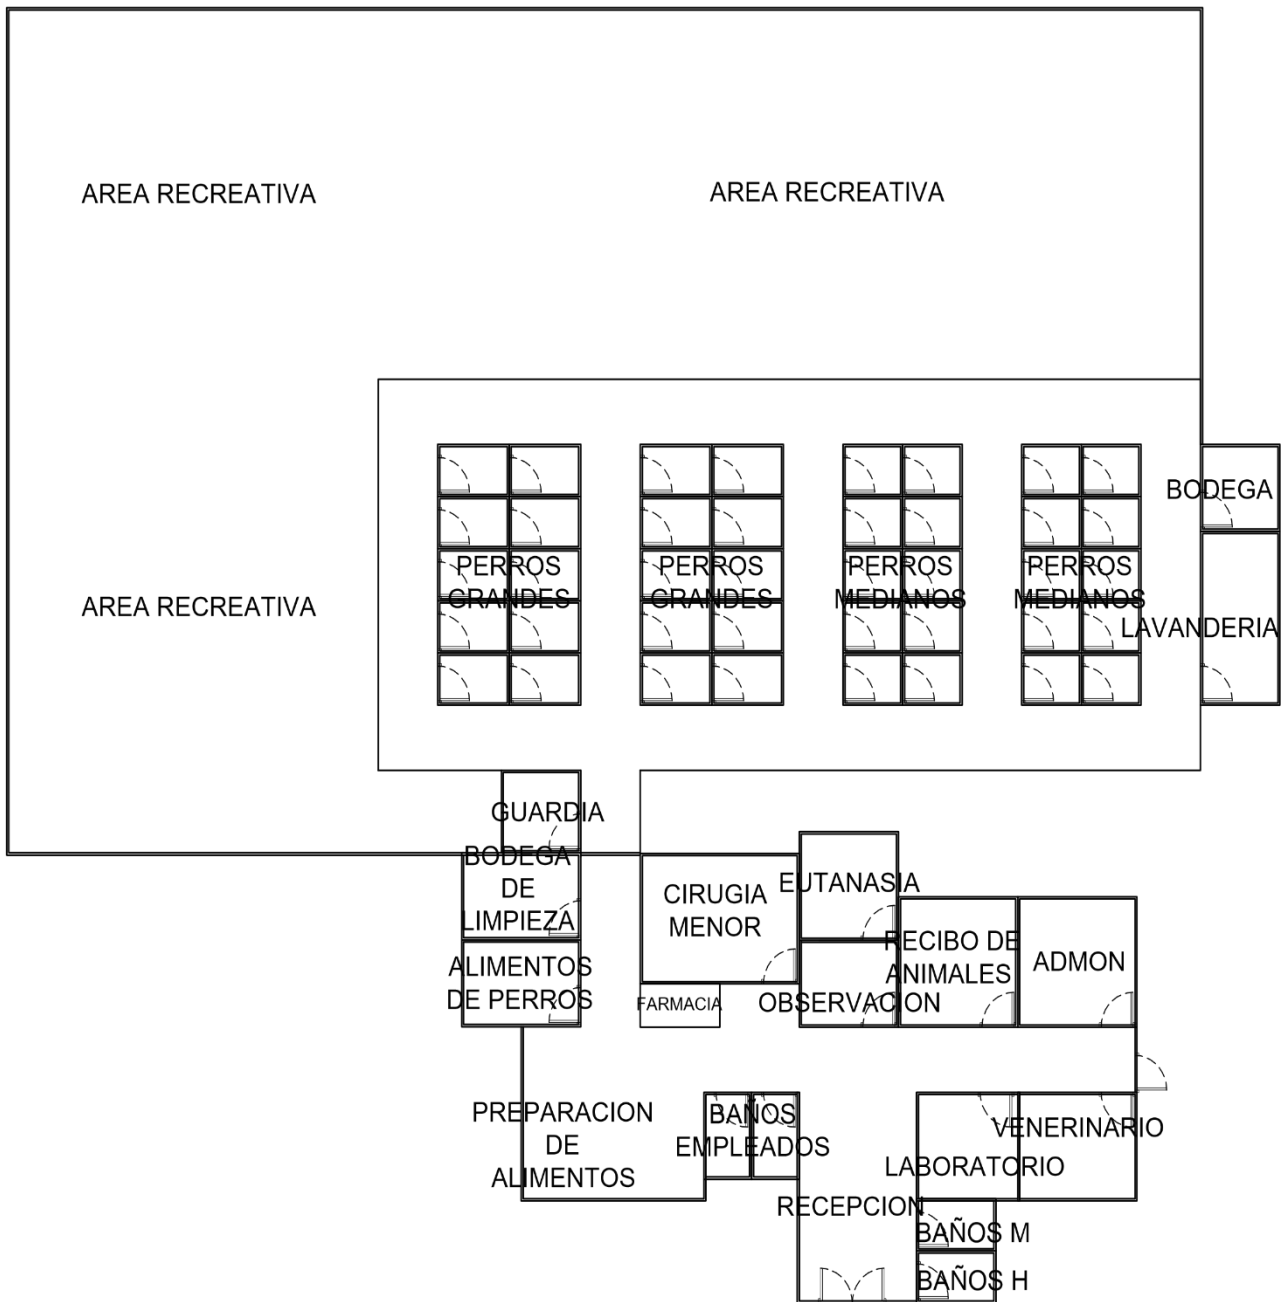 AREA RECREATIVA
AREA RECREATIVA
BODEGA
PERROS
GRANDES
PERROS
GRANDES
PERROS
MEDIANOS
PERROS
MEDIANOS
AREA RECREATIVA
LAVANDERIA
GUARDIA
BODEGA
DE
LIMPIEZA
CIRUGIA
MENOR
EUTANASIA
RECIBO DE
ANIMALES
ADMON
ALIMENTOS
DE PERROS
FARMACIA
OBSERVACION
PREPARACION
DE
ALIMENTOS
BAÑOS
EMPLEADOS
VENERINARIO
LABORATORIO
RECEPCION
BAÑOS M
BAÑOS H